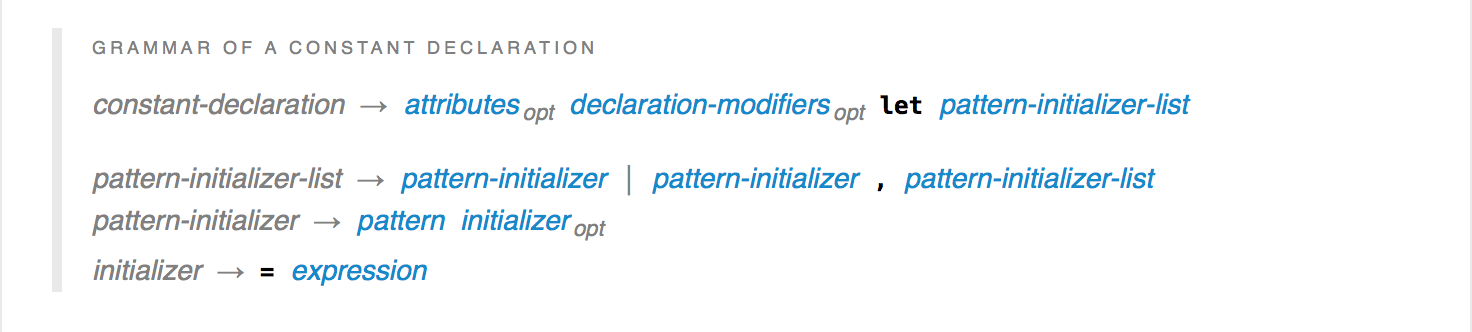 GRAMMAR OF A CONSTANT DECLARATION
constant-declaration → attributes opt declaration-modifiers opt let pattern-initializer-list
pattern-initializer-list → pattern-initializer | pattern-initializer , pattern-initializer-list
pattern-initializer → pattern initializer opt
initializer → = expression